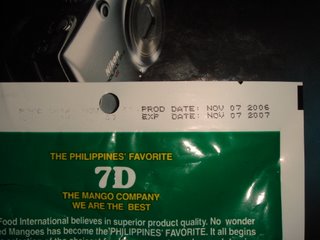 Nikon
PROD DATE: NOV 07 2006
EXP DATE: NOV 07 2007
THE PHILIPPINES' FAVORITE
7D
THE MANGO COMPANY
WE ARE THE BEST
Food International believes in superior product quality. No wonder
ed Mangoes has become the 'PHILIPPINES' FAVORITE. It all begins